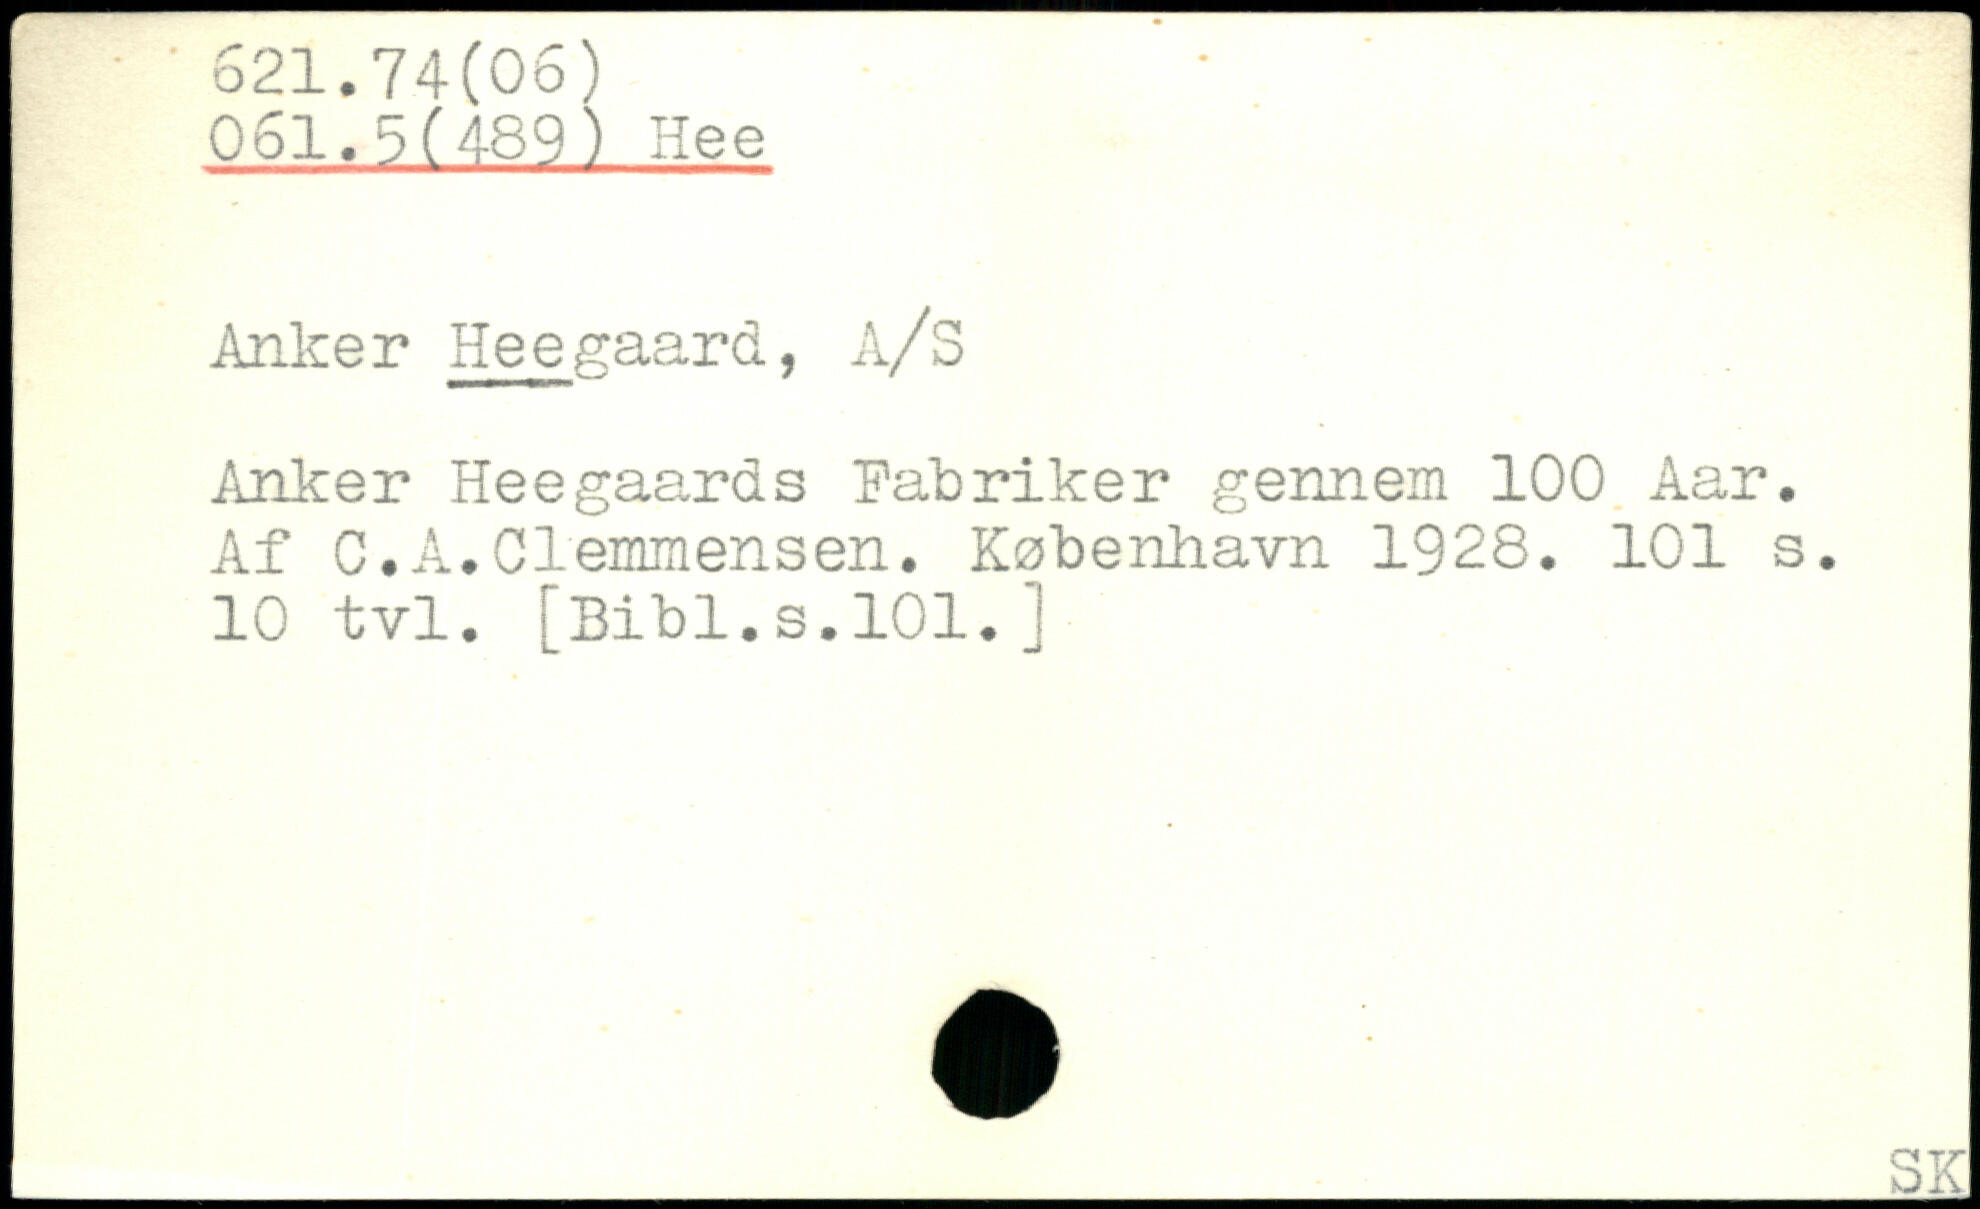 621.74(06)
061.5(489) Hee
Anker Heegaard, A/S
Anker Heegaards Fabriker gennem 100 Aar.
Af C.A.Clemmensen. København 1928. 101 s.
10 tvl. [Bibl.s.101.]
SK